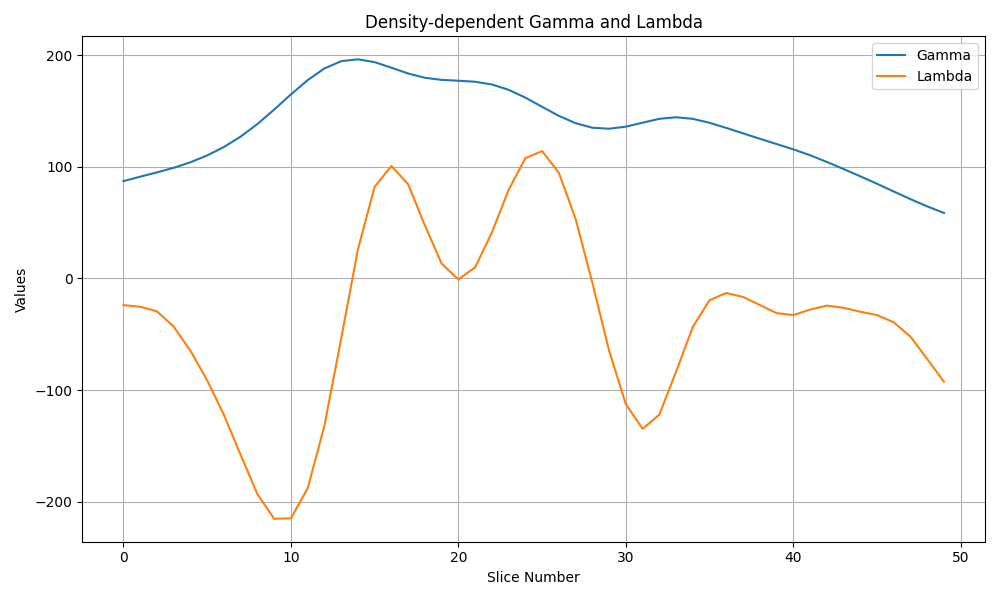 Density-dependent Gamma and Lambda
Gamma
Lambda
200
100
0
−100
−200
Values
0 10 20 30 40 50
Slice Number